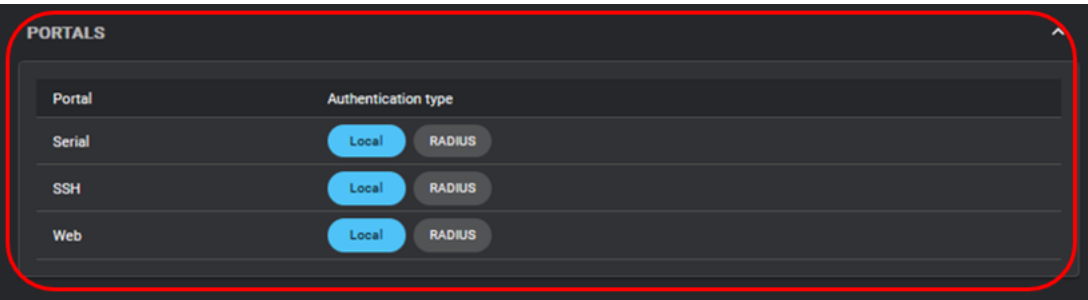 PORTALS
Portal Authentication type
Serial Local RADIUS
SSH Local RADIUS
Web Local RADIUS